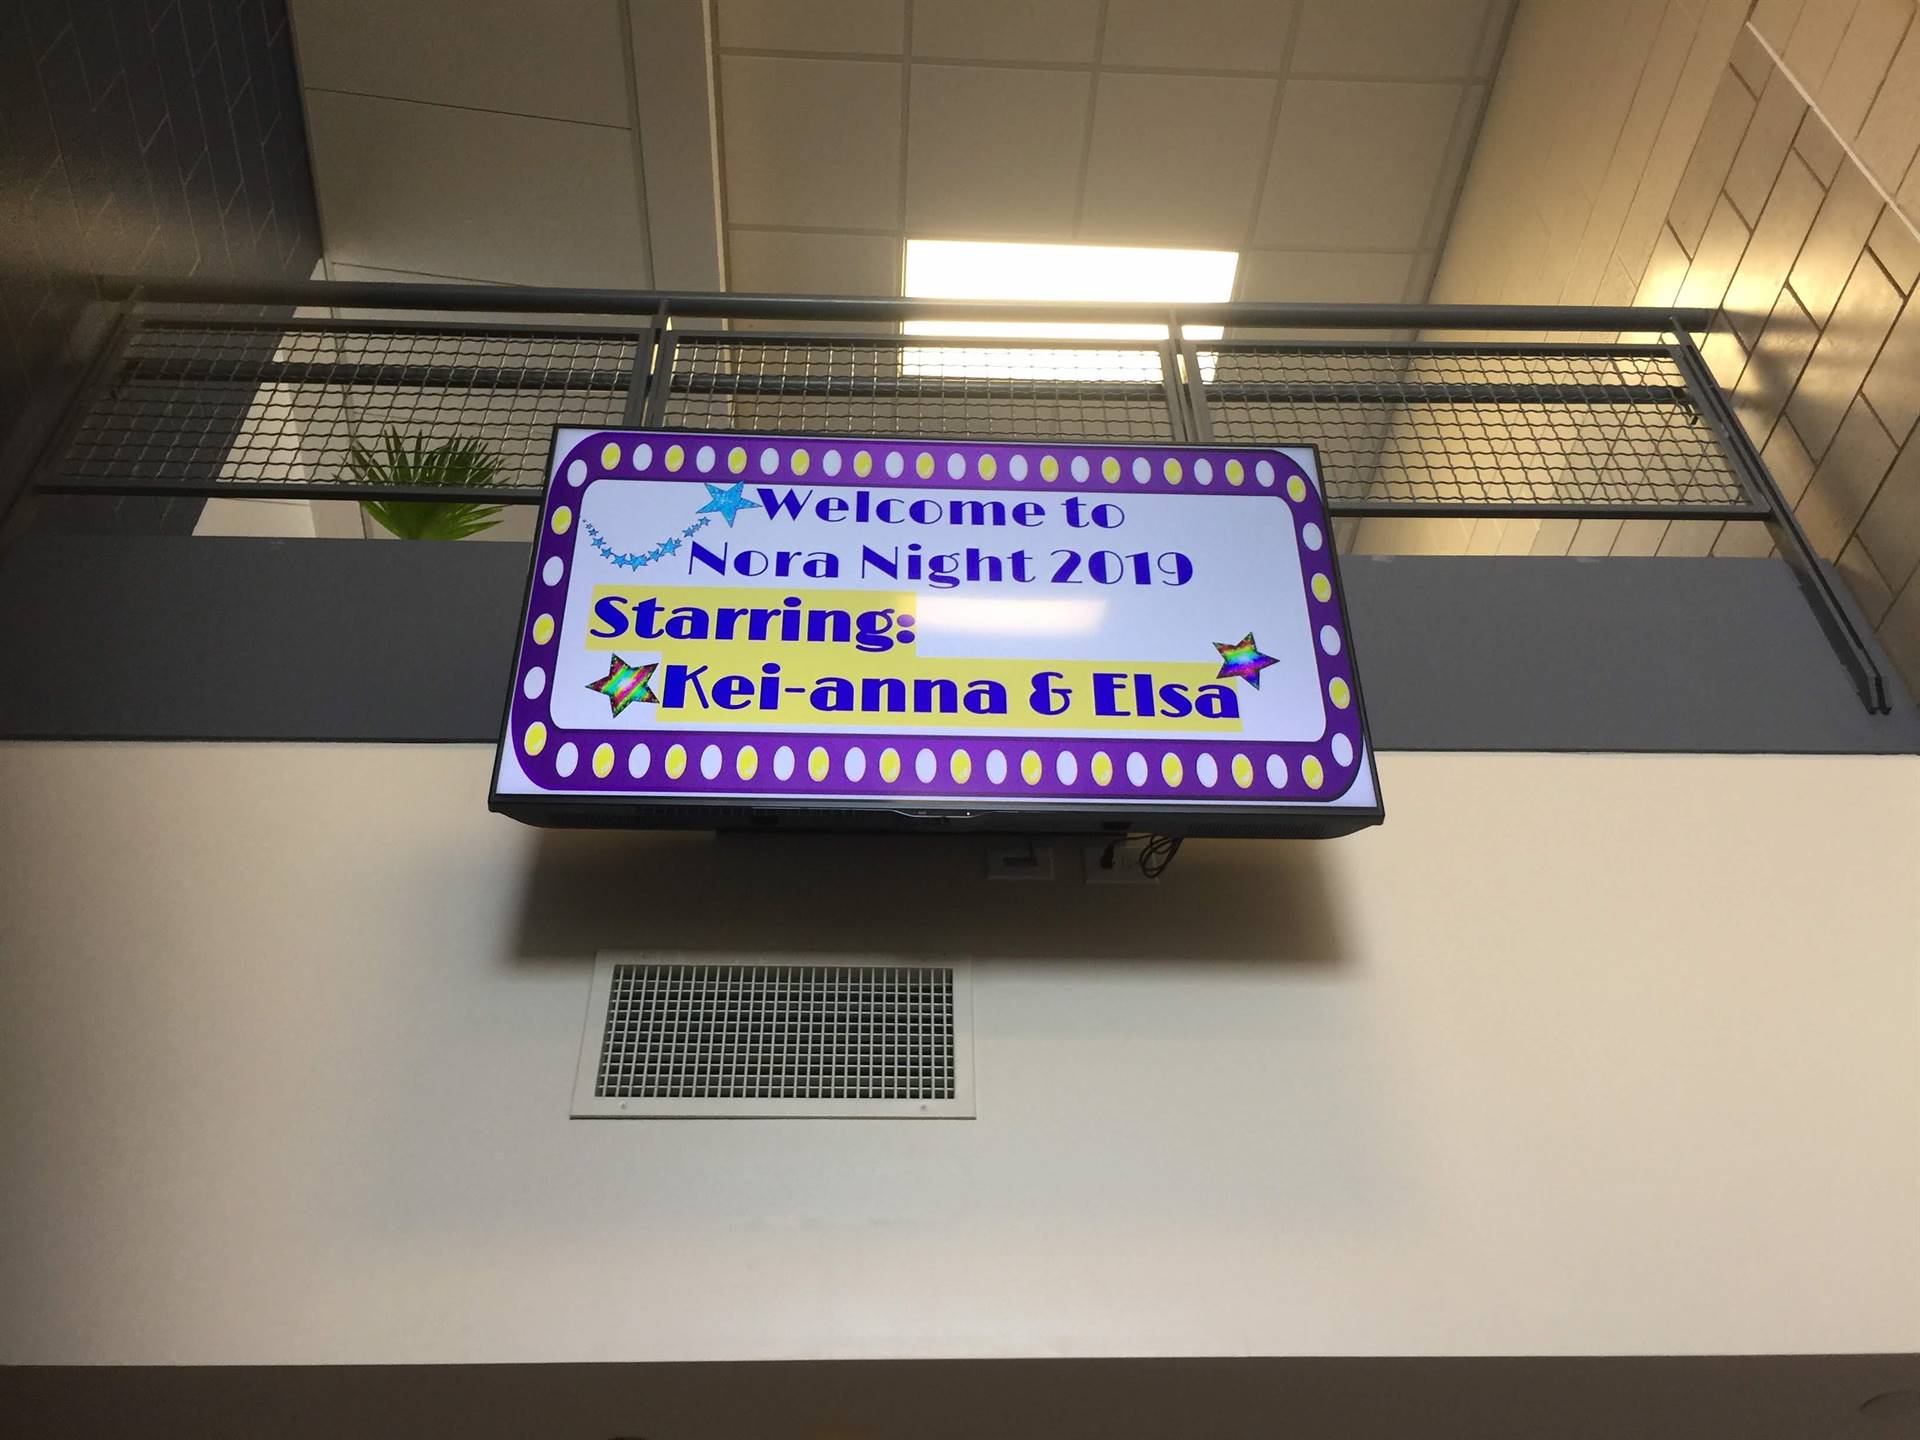 Welcome to
Nora Night 2019
Starring:
Kei-anna & Elsa